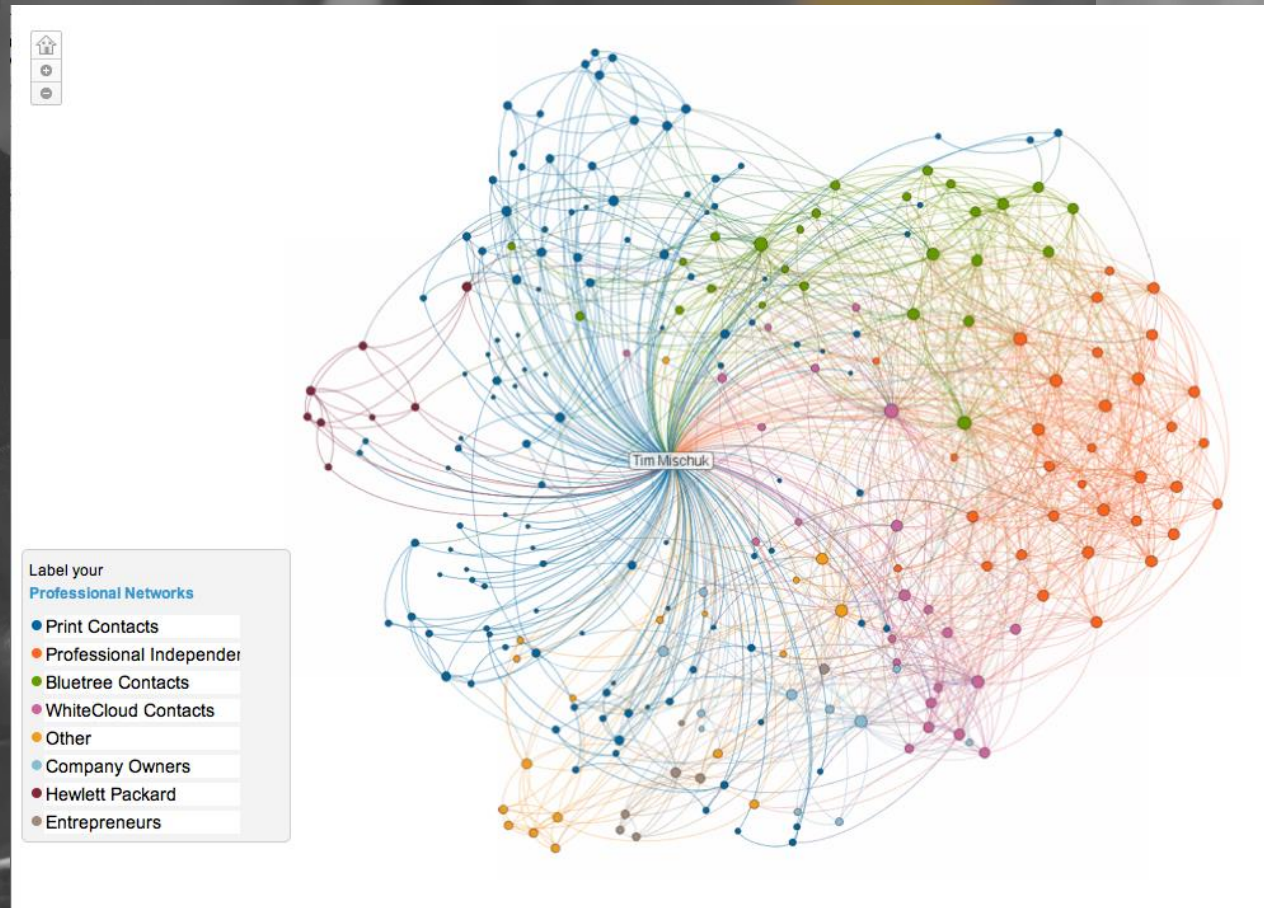 Tim Mischuk
Label your
Professional Networks
Print Contacts
Professional Independer
Bluetree Contacts
WhiteCloud Contacts
Other
Company Owners
Hewlett Packard
Entrepreneurs